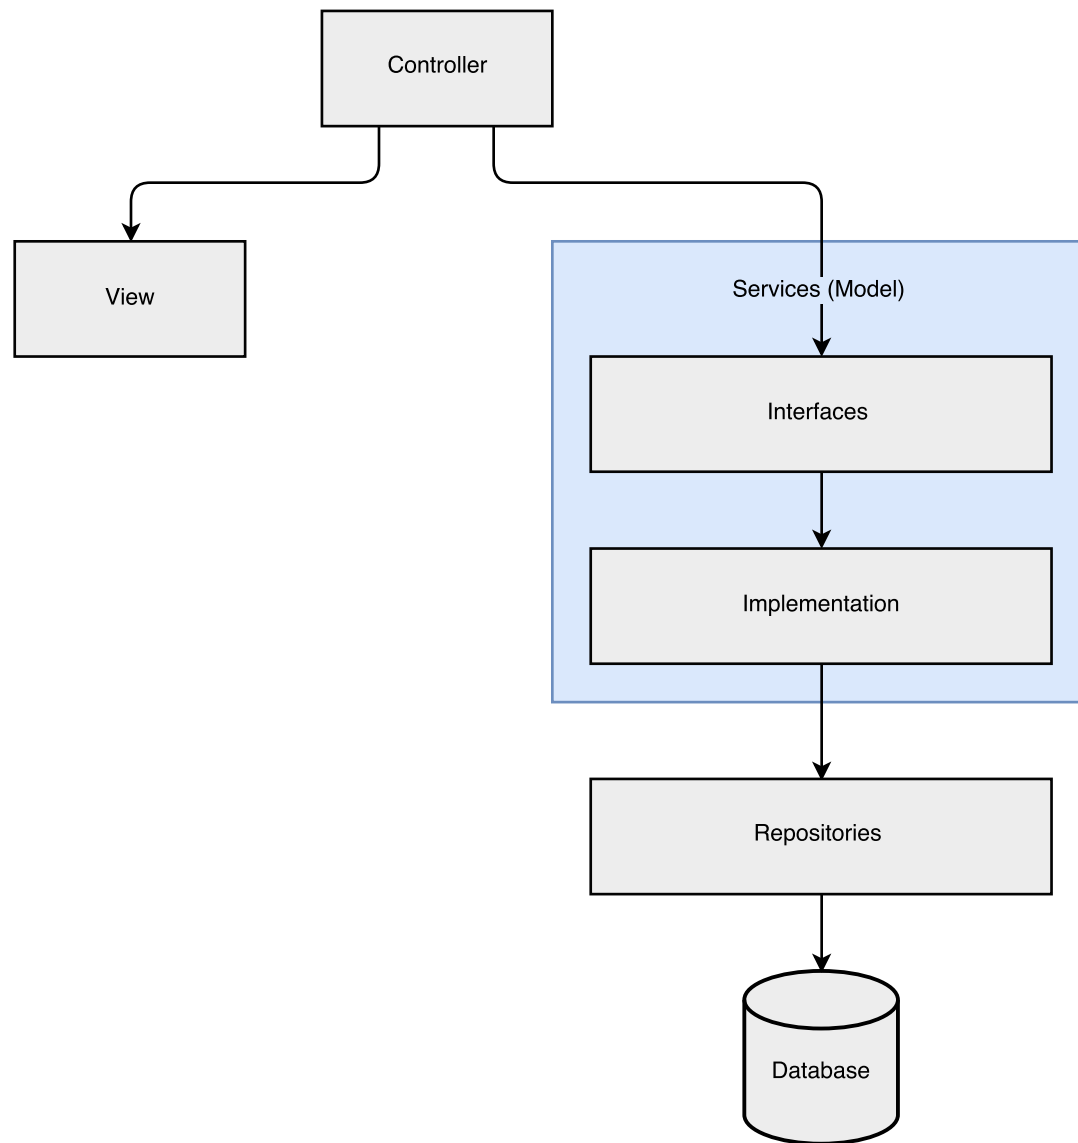 Controller
View
Services (Model)
Interfaces
Implementation
Repositories
Database